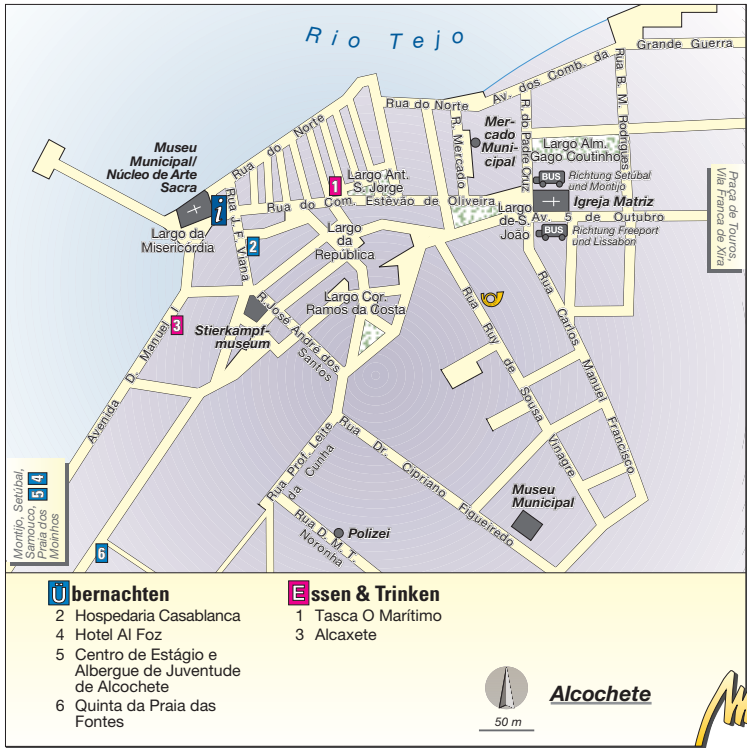 Rio Tejo
Grande Guerra
Av. dos Comb. da
Rua B. M. Rodrigues
Rua do Norte
R. Mercado
Mer-
cado
Muni-
cipal
R. do Padre Cruz
Largo Alm.
Gago Coutinho
Museu
Municipal/
Núcleo de Arte
Sacra
Rua do Norte
1
Largo Ant.
S. Jorge
BUS
Richtung Setúbal
und Montijo
Igreja Matriz
Praça de Touros,
Vila Franca de Xira
i
Rua J. F. Viana
Rua do Com. Estêvão de Oliveira
Largo
de S.
João
Av. 5 de Outubro
BUS
Richtung Freeport
und Lissabon
Largo da
Misericórdia
2
Largo
da
República
Largo Cor.
Ramos da Costa
R. José André dos
Santos
Stierkampf-
museum
3
Avenida D. Manuel I
Rua Ruy de Sousa
Vinagre
Rua Carlos Manuel Francisco
Rua Prof. Leite
da Cunha
Rua Dr. Cipriano Figueiredo
Museu
Municipal
Rua D. M. T.
Noronha
Polizei
Montijo, Setúbal,
Samouco, 5 4
Praia dos
Moinhos
6
Übernachten
2 Hospedaria Casablanca
4 Hotel Al Foz
5 Centro de Estágio e
Albergue de Juventude
de Alcochete
6 Quinta da Praia das
Fontes
Essen & Trinken
1 Tasca O Marítimo
3 Alcaxete
50 m
Alcochete